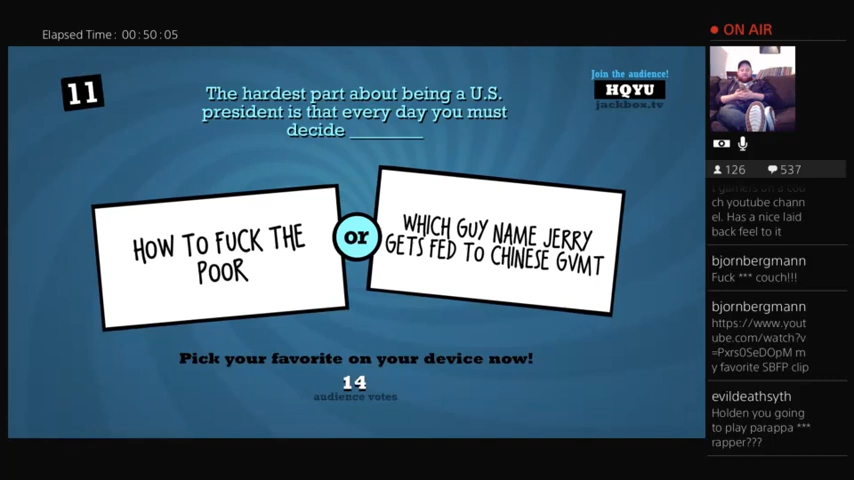 Elapsed Time : 00:50:05
ON AIR
11
The hardest part about being a U.S.
president is that every day you must
decide ________
Join the audience!
HQYU
jackbox.tv
HOW TO FUCK THE
POOR
or
WHICH GUY NAME JERRY
GETS FED TO CHINESE GVMT
Pick your favorite on your device now!
14
audience votes
126
537
t gamers on a cou
ch youtube chann
el. Has a nice laid
back feel to it
bjornbergmann
Fuck *** couch!!!
bjornbergmann
https://www.yout
ube.com/watch?v
=Pxrs0SeDOpM m
y favorite SBFP clip
evildeathsyth
Holden you going
to play parappa ***
rapper???